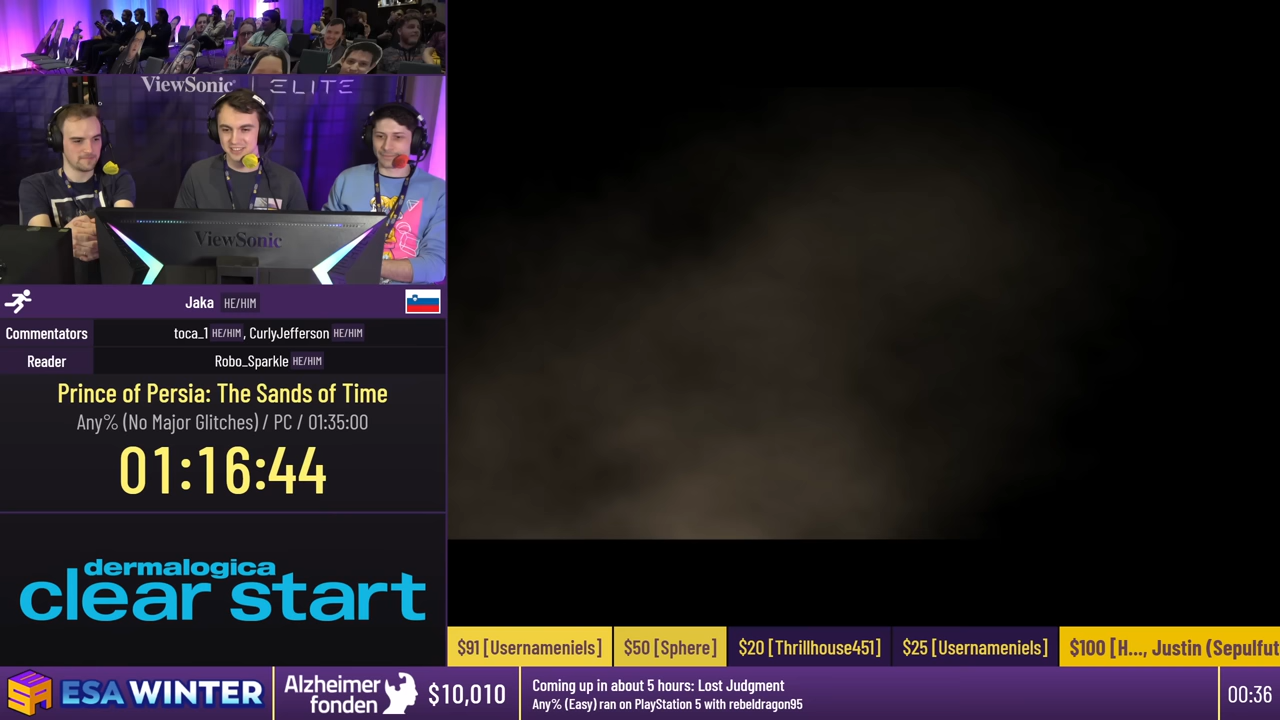 ViewSonic | ELITE
ViewSonic
Jaka HE/HIM
Commentators toca_1 HE/HIM, CurlyJefferson HE/HIM
Reader Robo_Sparkle HE/HIM
Prince of Persia: The Sands of Time
Any% (No Major Glitches) / PC / 01:35:00
01:16:44
dermalogica
clear start
$91 [Usernameniels] $50 [Sphere] $20 [Thrillhouse451] $25 [Usernameniels] $100 [H..., Justin (Sepulfut
ESA WINTER
Alzheimer
fonden
$10,010
Coming up in about 5 hours: Lost Judgment
Any% (Easy) ran on PlayStation 5 with rebeldragon95
00:36